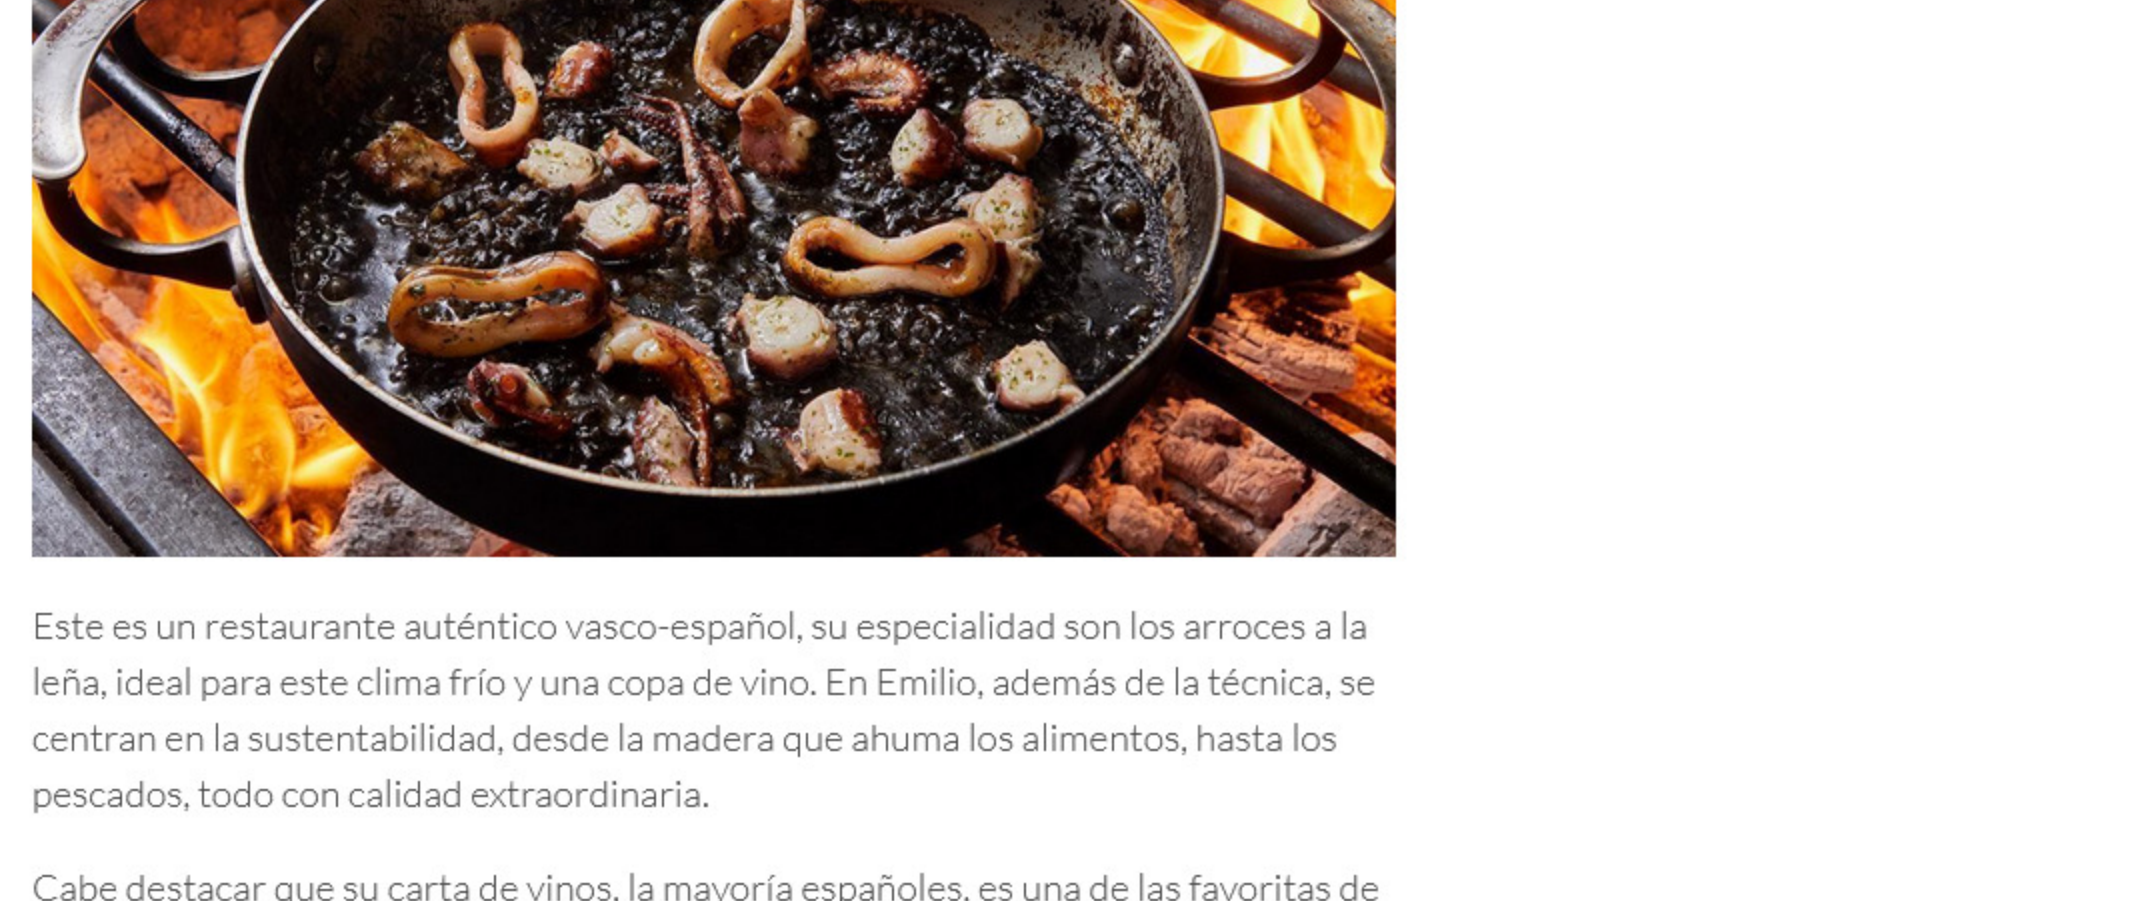 Este es un restaurante auténtico vasco-español, su especialidad son los arroces a la
leña, ideal para este clima frío y una copa de vino. En Emilio, además de la técnica, se
centran en la sustentabilidad, desde la madera que ahuma los alimentos, hasta los
pescados, todo con calidad extraordinaria.
Cabe destacar que su carta de vinos, la mayoría españoles, es una de las favoritas de